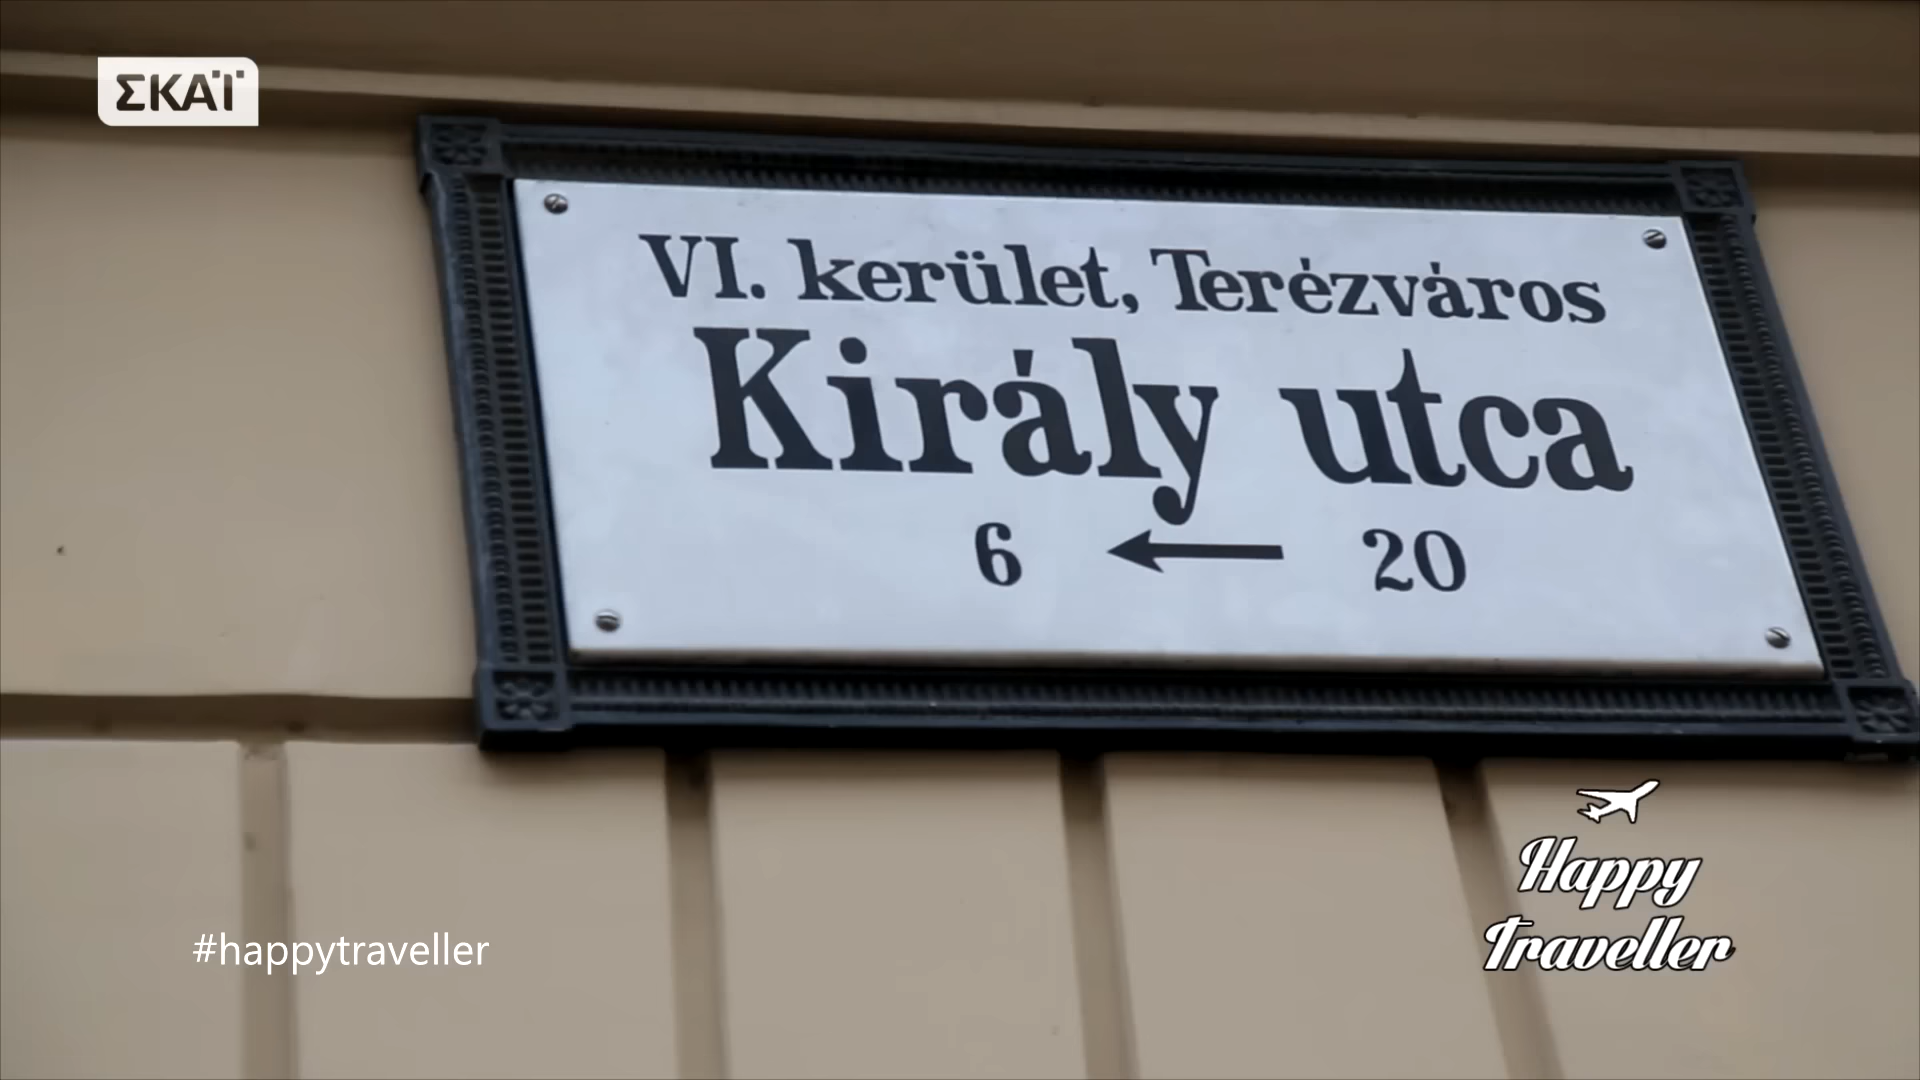 ΣΚΑΪ
VI. kerület, Terézváros
Király utca
6 ← 20
#happytraveller
Happy
Traveller